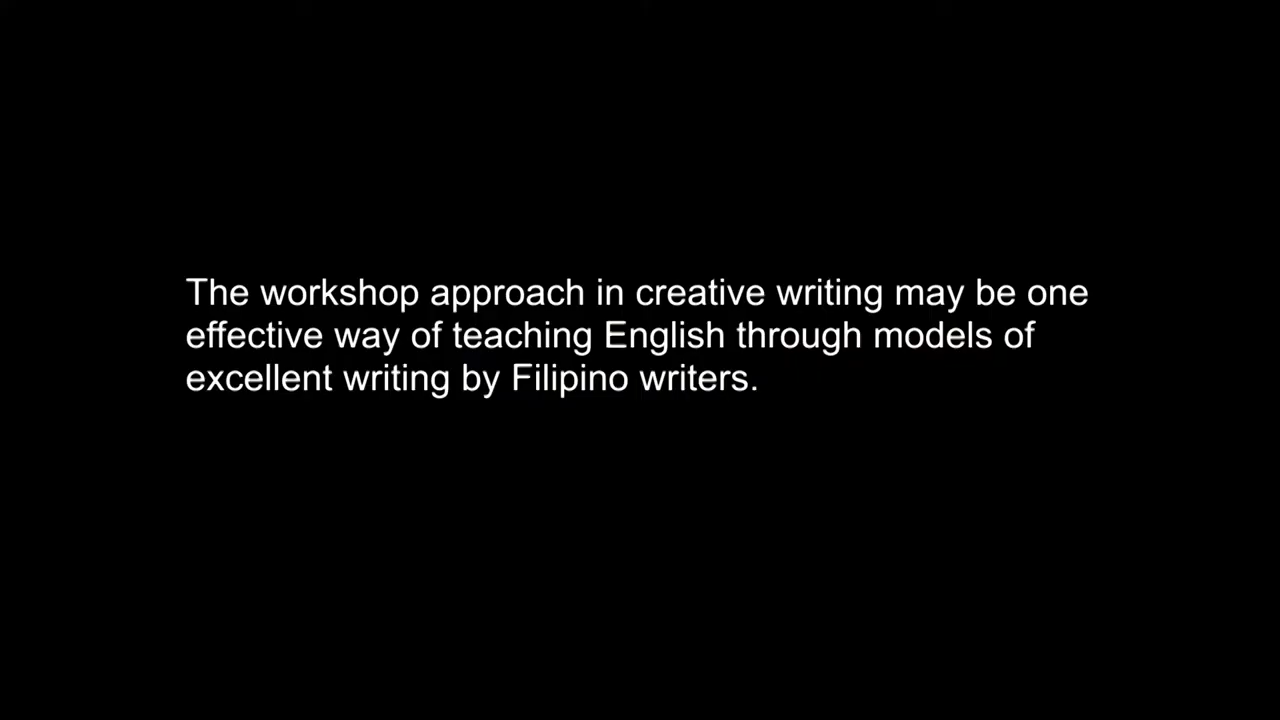 The workshop approach in creative writing may be one
effective way of teaching English through models of
excellent writing by Filipino writers.